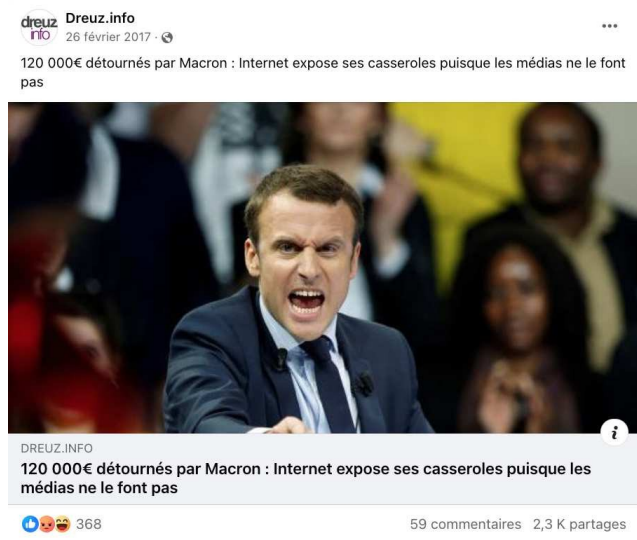 dreuz
info
Dreuz.info
26 février 2017 ·
120 000€ détournés par Macron : Internet expose ses casseroles puisque les médias ne le font
pas
DREUZ.INFO
120 000€ détournés par Macron : Internet expose ses casseroles puisque les
médias ne le font pas
368
59 commentaires 2,3 K partages